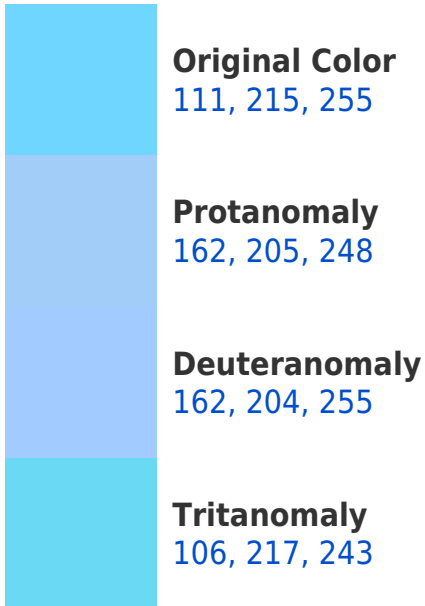 Original Color
111, 215, 255
Protanomaly
162, 205, 248
Deuteranomaly
162, 204, 255
Tritanomaly
106, 217, 243